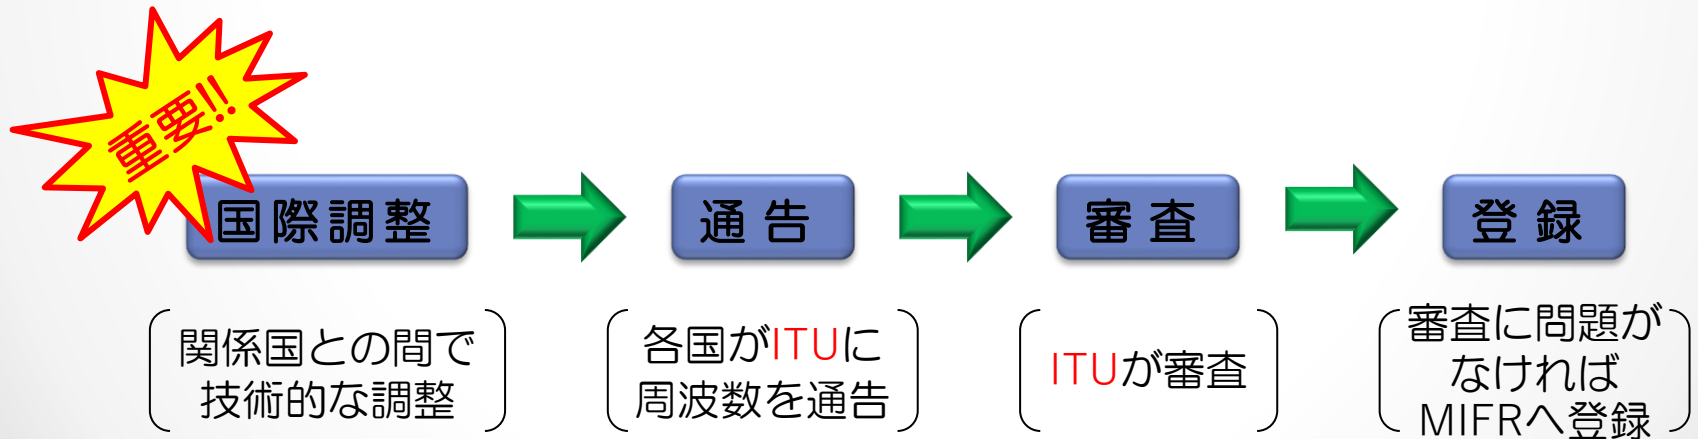 重要!!
国際調整
通告
審査
登録
関係国との間で
技術的な調整
各国がITUに
周波数を通告
ITUが審査
審査に問題が
なければ
MIFRへ登録